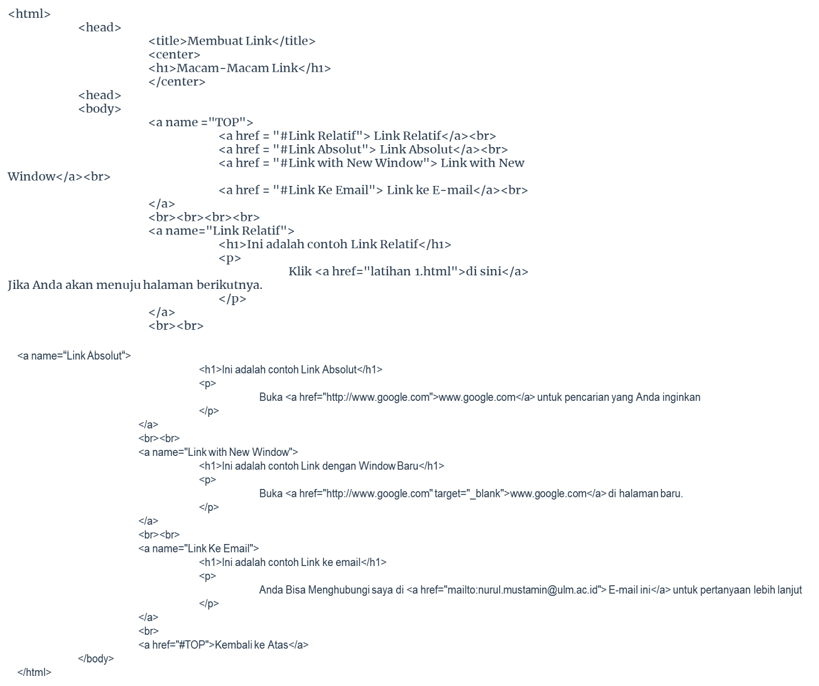 <html>
<head>
<title>Membuat Link</title>
<center>
<h1>Macam-Macam Link</h1>
</center>
<head>
<body>
<a name ="TOP">
<a href = "#Link Relatif"> Link Relatif</a><br>
<a href = "#Link Absolut"> Link Absolut</a><br>
<a href = "#Link with New Window"> Link with New
Window</a><br>
<a href = "#Link Ke Email"> Link ke E-mail</a><br>
</a>
<br><br><br><br>
<a name="Link Relatif">
<h1>Ini adalah contoh Link Relatif</h1>
<p>
Klik <a href="latihan 1.html">di sini</a>
Jika Anda akan menuju halaman berikutnya.
</p>
</a>
<br><br>
<a name="Link Absolut">
<h1>Ini adalah contoh Link Absolut</h1>
<p>
Buka <a href="http://www.google.com">www.google.com</a> untuk pencarian yang Anda inginkan
</p>
</a>
<br><br>
<a name="Link with New Window">
<h1>Ini adalah contoh Link dengan Window Baru</h1>
<p>
Buka <a href="http://www.google.com" target="_blank">www.google.com</a> di halaman baru.
</p>
</a>
<br><br>
<a name="Link Ke Email">
<h1>Ini adalah contoh Link ke email</h1>
<p>
Anda Bisa Menghubungi saya di <a href="mailto:nurul.mustamin@ulm.ac.id"> E-mail ini</a> untuk pertanyaan lebih lanjut
</p>
</a>
<br>
<a href="#TOP">Kembali ke Atas</a>
</body>
</html>